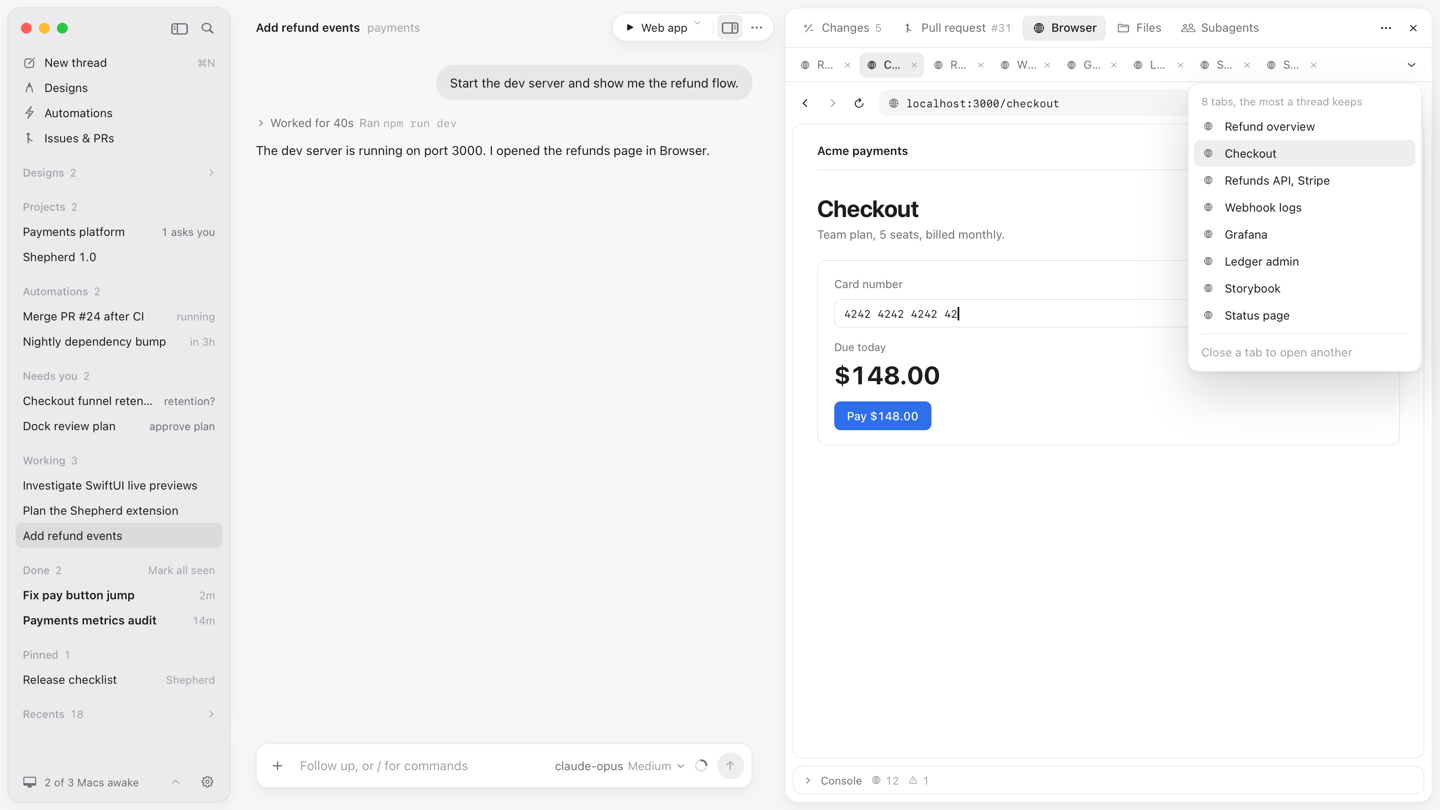 New thread ⌘N
Designs
Automations
Issues & PRs
Designs 2
Projects 2
Payments platform 1 asks you
Shepherd 1.0
Automations 2
Merge PR #24 after CI running
Nightly dependency bump in 3h
Needs you 2
Checkout funnel reten... retention?
Dock review plan approve plan
Working 3
Investigate SwiftUI live previews
Plan the Shepherd extension
Add refund events
Done 2 Mark all seen
Fix pay button jump 2m
Payments metrics audit 14m
Pinned 1
Release checklist Shepherd
Recents 18
2 of 3 Macs awake
Add refund events payments
Web app
Start the dev server and show me the refund flow.
Worked for 40s Ran npm run dev
The dev server is running on port 3000. I opened the refunds page in Browser.
Follow up, or / for commands claude-opus Medium
Changes 5 Pull request #31 Browser Files Subagents
R... C... R... W... G... L... S... S...
localhost:3000/checkout
Acme payments
Checkout
Team plan, 5 seats, billed monthly.
Card number
4242 4242 4242 42
Due today
$148.00
Pay $148.00
8 tabs, the most a thread keeps
Refund overview
Checkout
Refunds API, Stripe
Webhook logs
Grafana
Ledger admin
Storybook
Status page
Close a tab to open another
Console 12 1